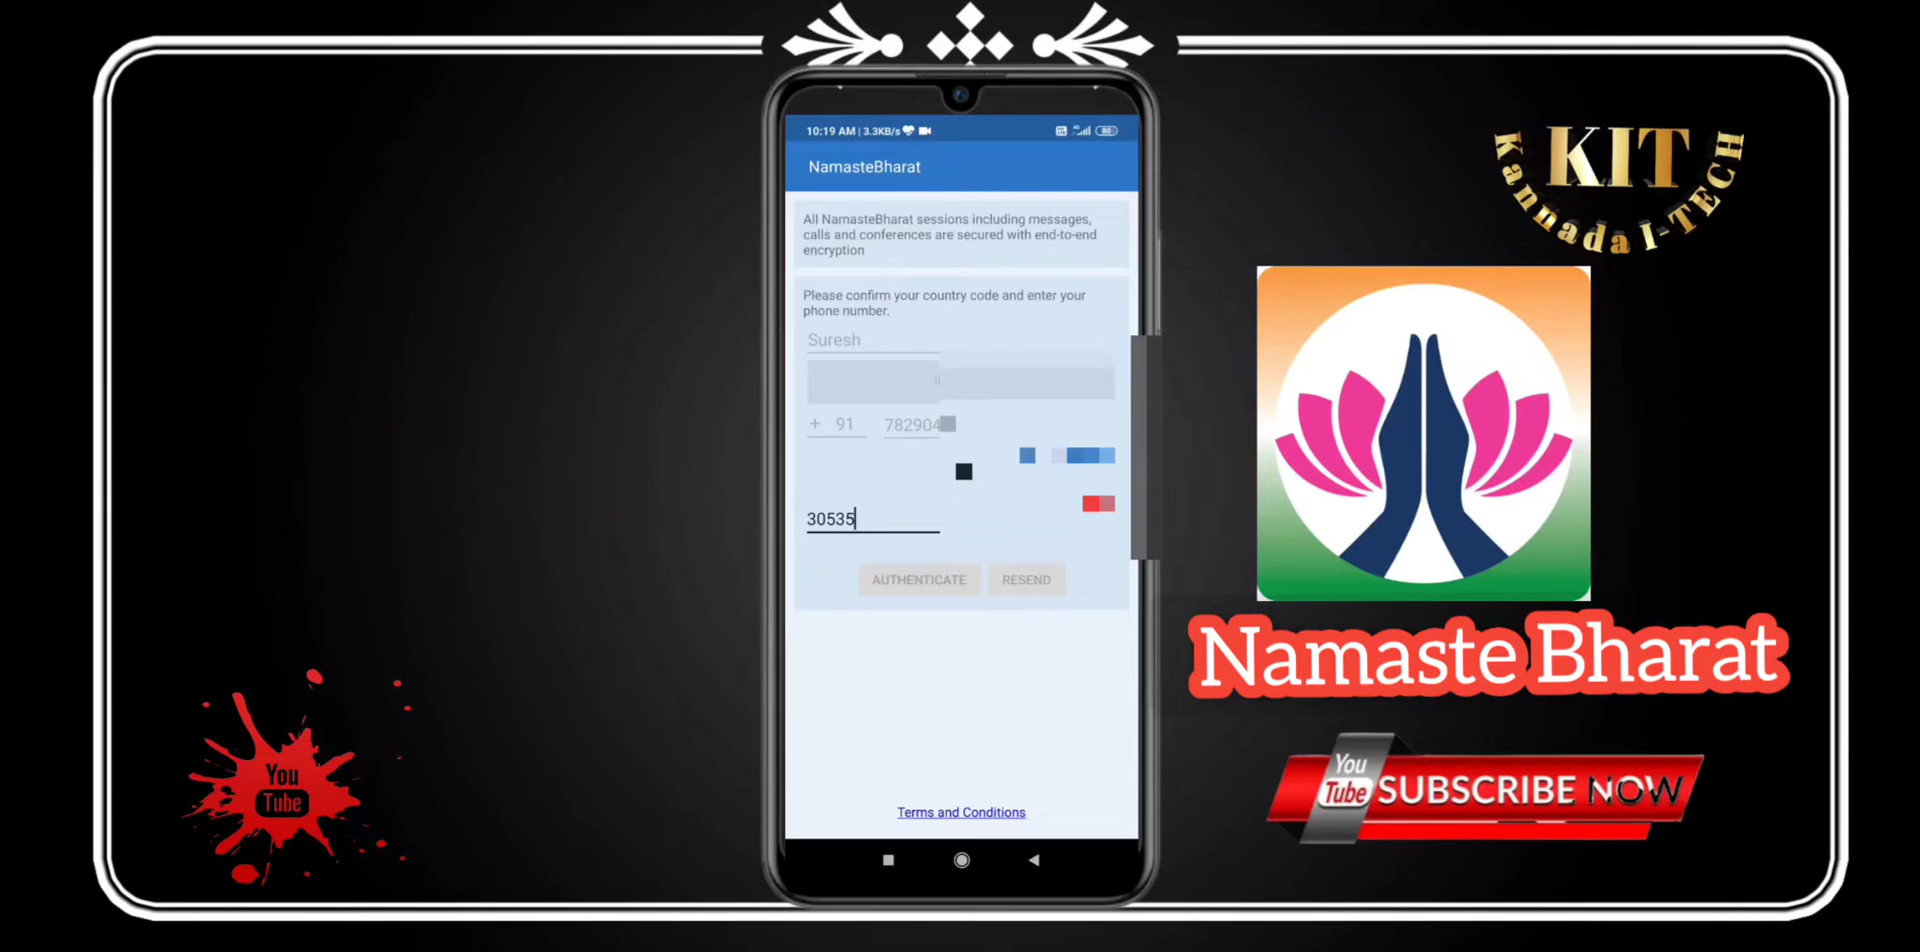 KIT
Kannada I-TECH
10:19 AM | 3.3KB/s
NamasteBharat
All NamasteBharat sessions including messages,
calls and conferences are secured with end-to-end
encryption
Please confirm your country code and enter your
phone number.
Suresh
+ 91 782904
30535
AUTHENTICATE RESEND
Terms and Conditions
Namaste Bharat
You
Tube
You
Tube SUBSCRIBE NOW